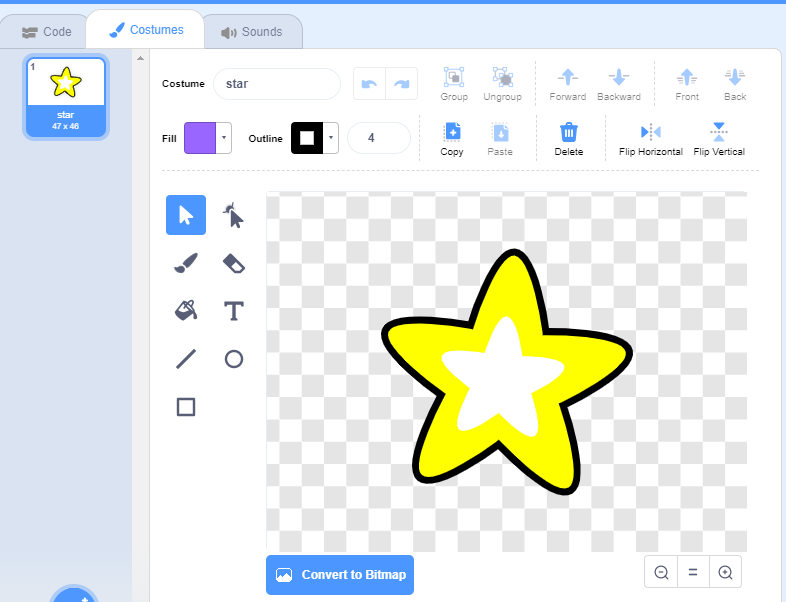 Code
Costumes
Sounds
1
star
47 x 46
Costume
star
Group
Ungroup
Forward
Backward
Front
Back
Fill
Outline
4
Copy
Paste
Delete
Flip Horizontal
Flip Vertical
T
Convert to Bitmap